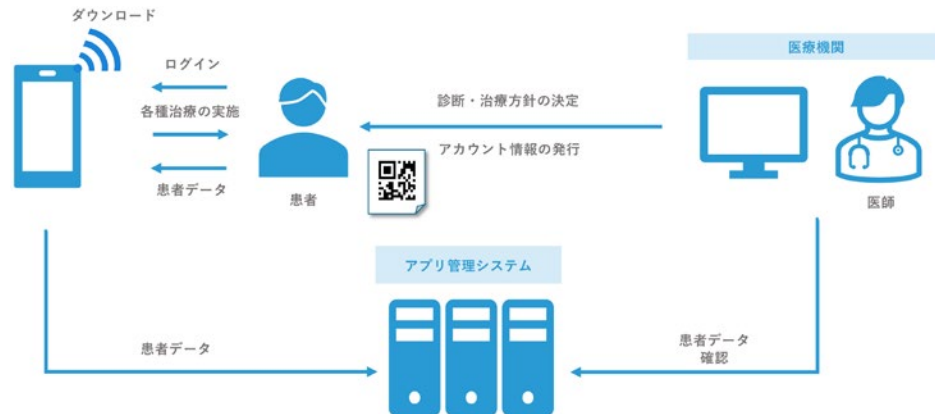 ダウンロード
ログイン
各種治療の実施
患者データ
患者
診断・治療方針の決定
アカウント情報の発行
医療機関
医師
アプリ管理システム
患者データ
患者データ
確認